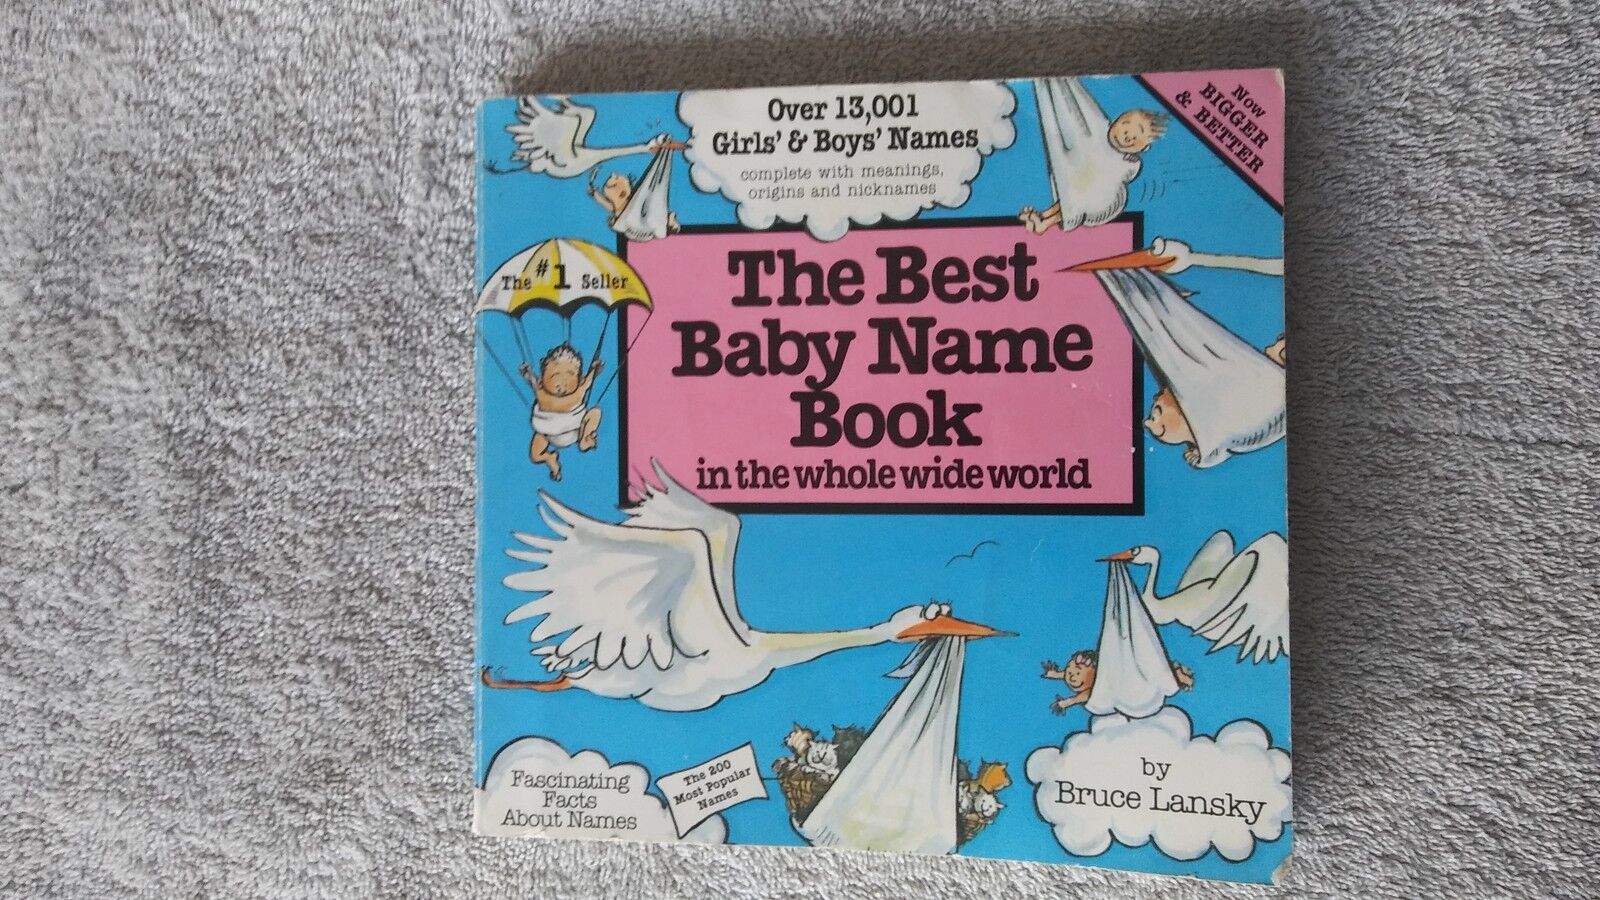 Over 13,001
Girls' & Boys' Names
complete with meanings,
origins and nicknames
Now
BIGGER
& BETTER
The #1 Seller
The Best
Baby Name
Book
in the whole wide world
Fascinating
Facts
About Names
The 200
Most Popular
Names
by
Bruce Lansky